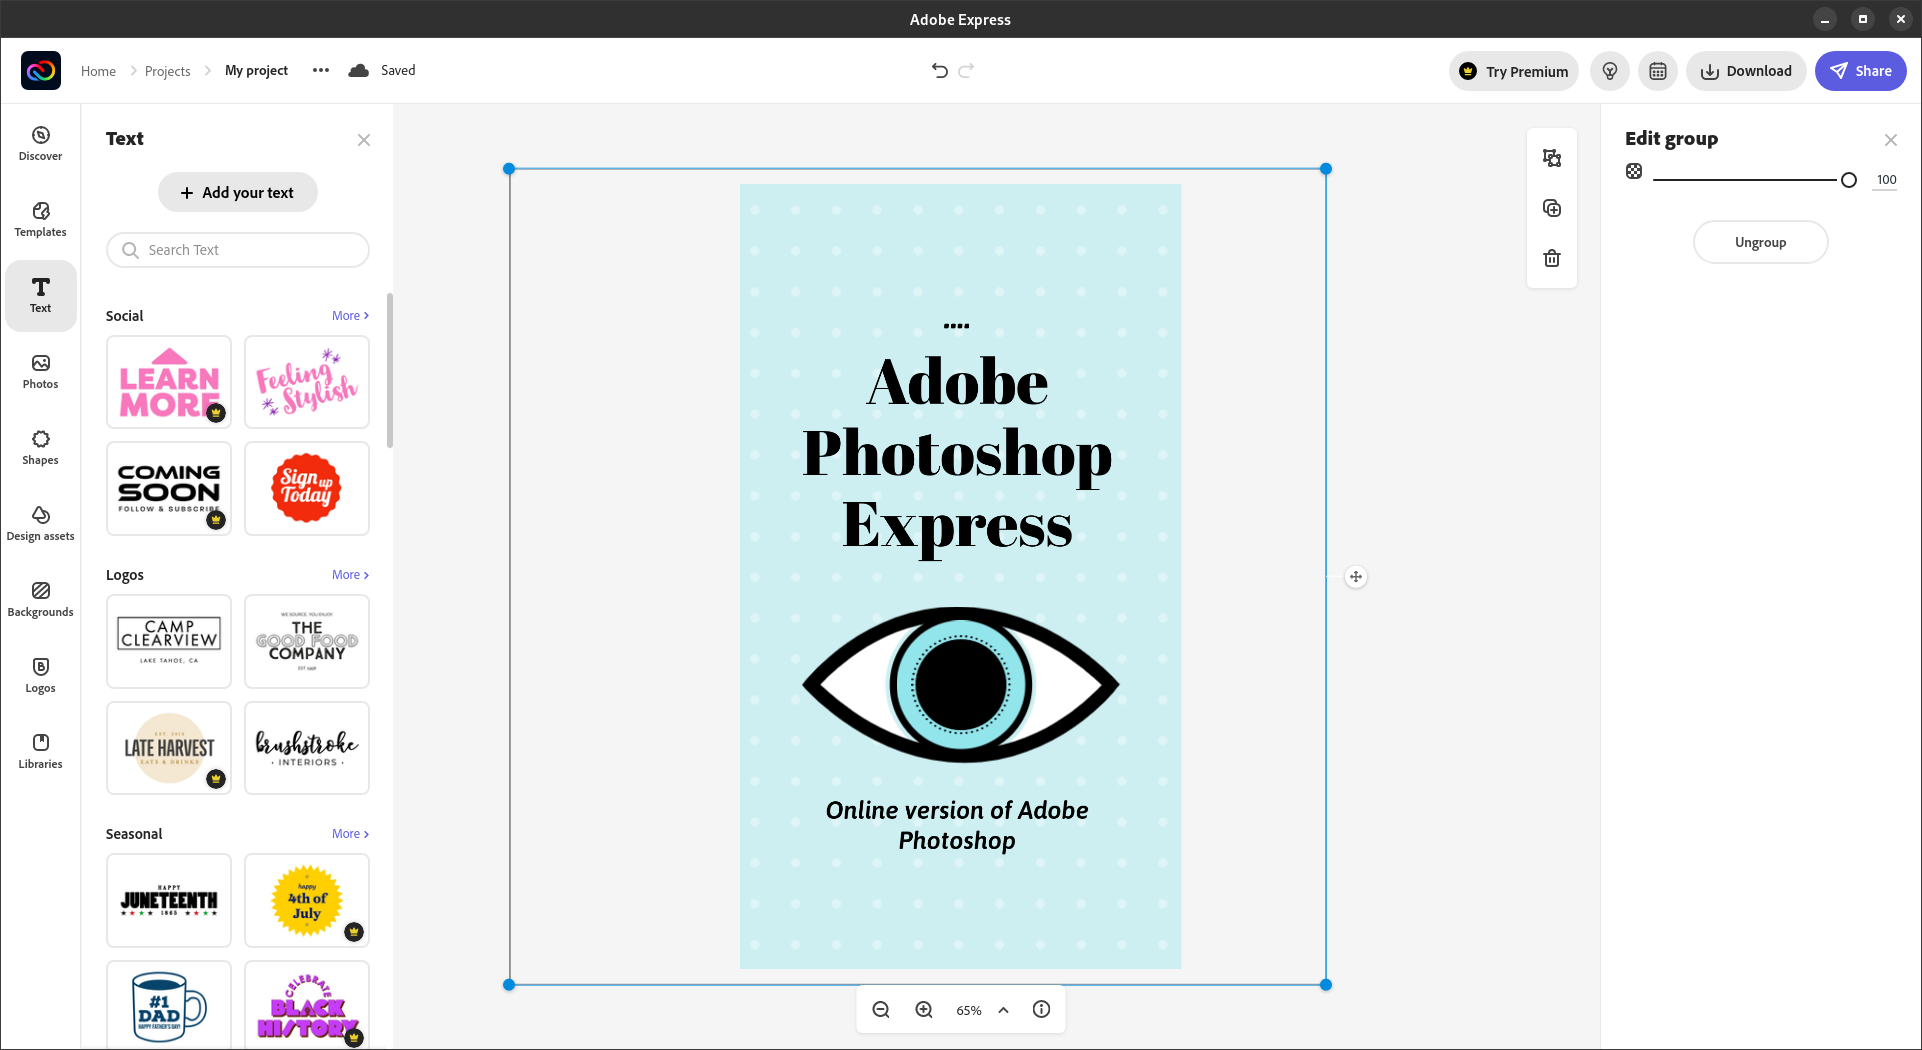 Adobe Express
Home
Projects
My project
Saved
Try Premium
Download
Share
Discover
Templates
Text
Photos
Shapes
Design assets
Backgrounds
Logos
Libraries
Text
+ Add your text
Search Text
Social
More
LEARN
MORE
Feeling
Stylish
COMING
SOON
FOLLOW & SUBSCRIBE
Sign up
Today
Logos
More
CAMP
CLEARVIEW
LAKE TAHOE, CA
WE SOURCE, YOU ENJOY
THE
GOOD FOOD
COMPANY
EST 1998
EST. 2010
LATE HARVEST
EATS & DRINKS
brushstroke
• INTERIORS •
Seasonal
More
HAPPY
JUNETEENTH
1865
happy
4th of
July
#1
DAD
HAPPY FATHER'S DAY!
CELEBRATE
BLACK
HISTORY
Adobe
Photoshop
Express
Online version of Adobe
Photoshop
65%
Edit group
100
Ungroup